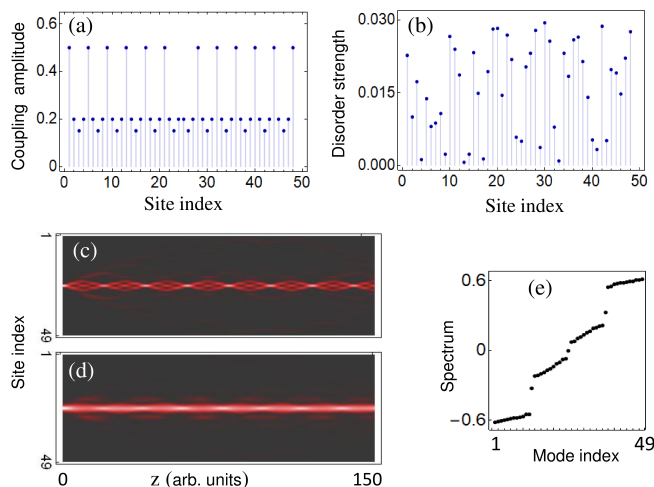 (a)
Coupling amplitude
0.6
0.4
0.2
0
0 10 20 30 40 50
Site index
(b)
Disorder strength
0.030
0.015
0.000
0 10 20 30 40 50
Site index
(c)
1
49
Site index
(d)
1
49
0 150
z (arb. units)
(e)
Spectrum
0.6
0
−0.6
1 49
Mode index